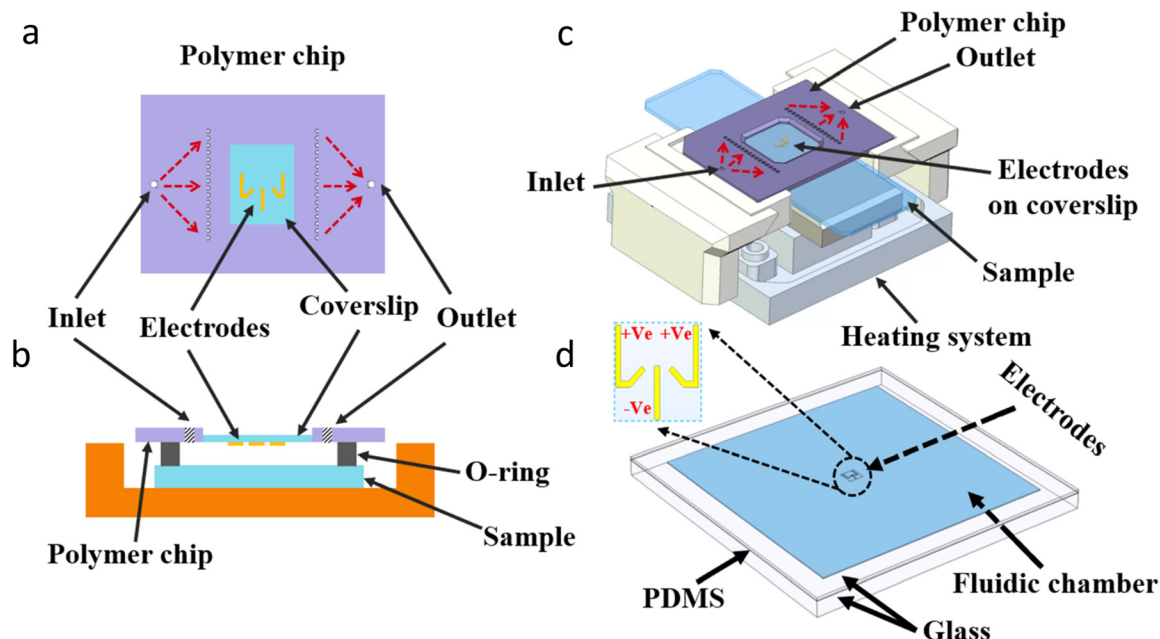 a
Polymer chip
Inlet
Electrodes
Coverslip
Outlet
b
O-ring
Sample
Polymer chip
c
Polymer chip
Outlet
Inlet
Electrodes
on coverslip
Sample
Heating system
d
+Ve +Ve
-Ve
Electrodes
Fluidic chamber
PDMS
Glass